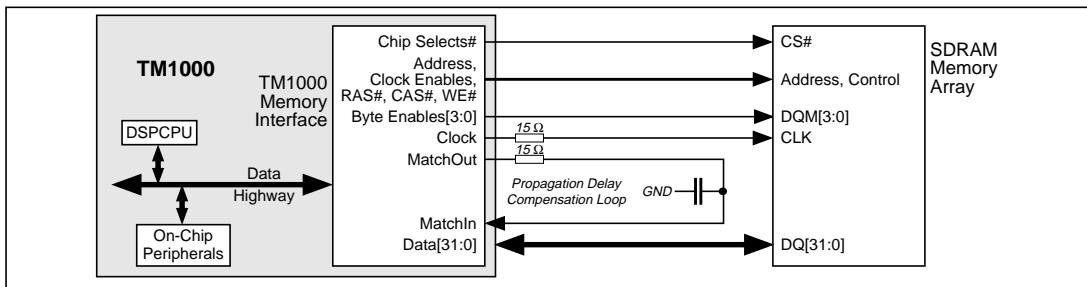 TM1000
DSPCPU
Data
Highway
On-Chip
Peripherals
TM1000
Memory
Interface
Chip Selects#
Address,
Clock Enables,
RAS#, CAS#, WE#
Byte Enables[3:0]
Clock
MatchOut
MatchIn
Data[31:0]
15 Ω
15 Ω
Propagation Delay
Compensation Loop
GND
CS#
Address, Control
DQM[3:0]
CLK
DQ[31:0]
SDRAM
Memory
Array